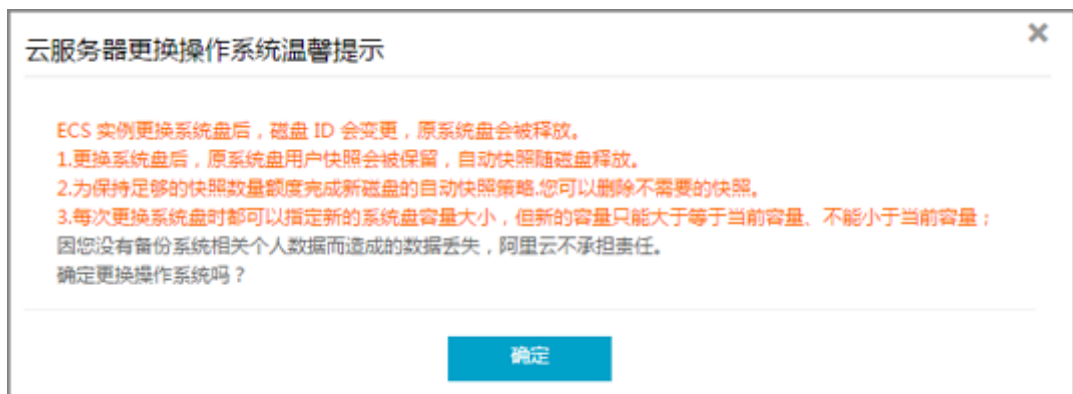 云服务器更换操作系统温馨提示
ECS 实例更换系统盘后，磁盘 ID 会变更，原系统盘会被释放。
1.更换系统盘后，原系统盘用户快照会被保留，自动快照随磁盘释放。
2.为保持足够的快照数量额度完成新磁盘的自动快照策略.您可以删除不需要的快照。
3.每次更换系统盘时都可以指定新的系统盘容量大小，但新的容量只能大于等于当前容量、不能小于当前容量；
因您没有备份系统相关个人数据而造成的数据丢失，阿里云不承担责任。
确定更换操作系统吗？
确定